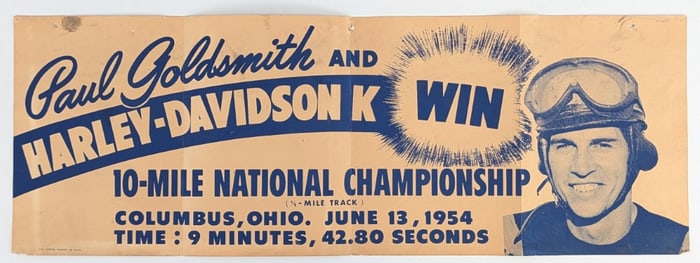 Paul Goldsmith AND
HARLEY-DAVIDSON K WIN
10-MILE NATIONAL CHAMPIONSHIP
(½-MILE TRACK)
COLUMBUS, OHIO. JUNE 13, 1954
TIME: 9 MINUTES, 42.80 SECONDS